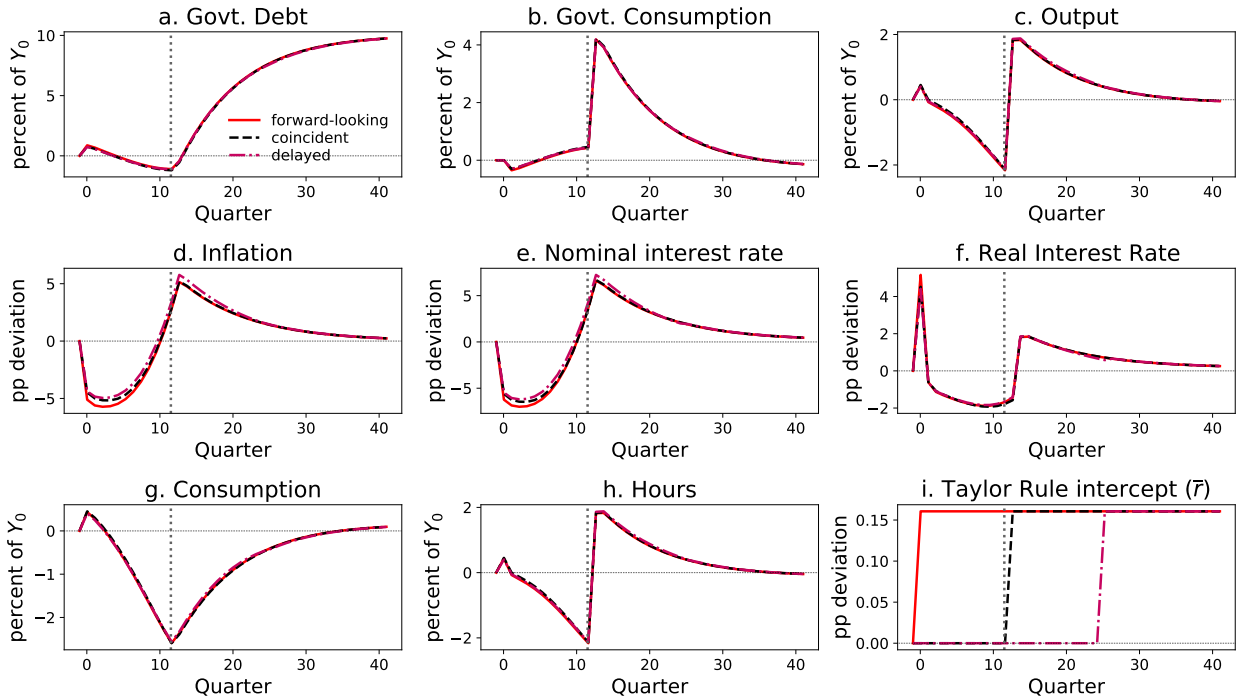 a. Govt. Debt
percent of Y0
10
5
0
forward-looking
coincident
delayed
0 10 20 30 40
Quarter
b. Govt. Consumption
percent of Y0
4
2
0
0 10 20 30 40
Quarter
c. Output
percent of Y0
2
0
−2
0 10 20 30 40
Quarter
d. Inflation
pp deviation
5
0
−5
0 10 20 30 40
Quarter
e. Nominal interest rate
pp deviation
5
0
−5
0 10 20 30 40
Quarter
f. Real Interest Rate
pp deviation
4
2
0
−2
0 10 20 30 40
Quarter
g. Consumption
percent of Y0
0
−1
−2
0 10 20 30 40
Quarter
h. Hours
percent of Y0
2
0
−2
0 10 20 30 40
Quarter
i. Taylor Rule intercept (r̄)
pp deviation
0.15
0.10
0.05
0.00
0 10 20 30 40
Quarter